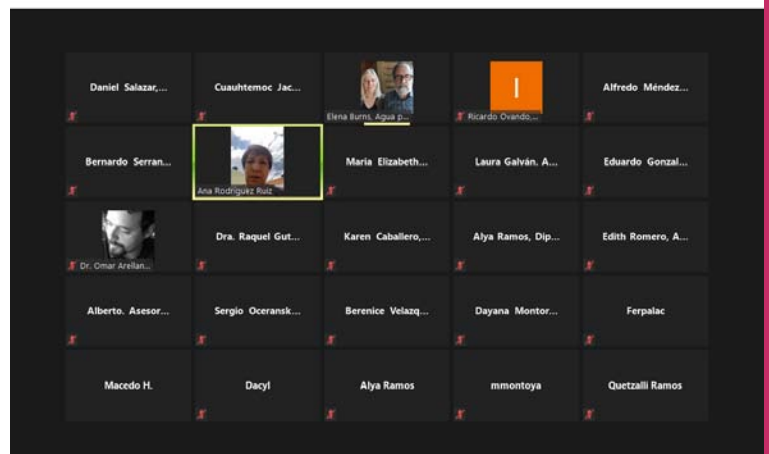 Daniel Salazar,...
Cuauhtemoc Jac...
Elena Burns, Agua p...
I
Ricardo Ovando,...
Alfredo Méndez...
Bernardo Serran...
Ana Rodriguez Ruiz
Maria Elizabeth...
Laura Galván. A...
Eduardo Gonzal...
Dr. Omar Arellan...
Dra. Raquel Gut...
Karen Caballero,...
Alya Ramos, Dip...
Edith Romero, A...
Alberto. Asesor...
Sergio Oceransk...
Berenice Velazq...
Dayana Montor...
Ferpalac
Macedo H.
Dacyl
Alya Ramos
mmontoya
Quetzalli Ramos